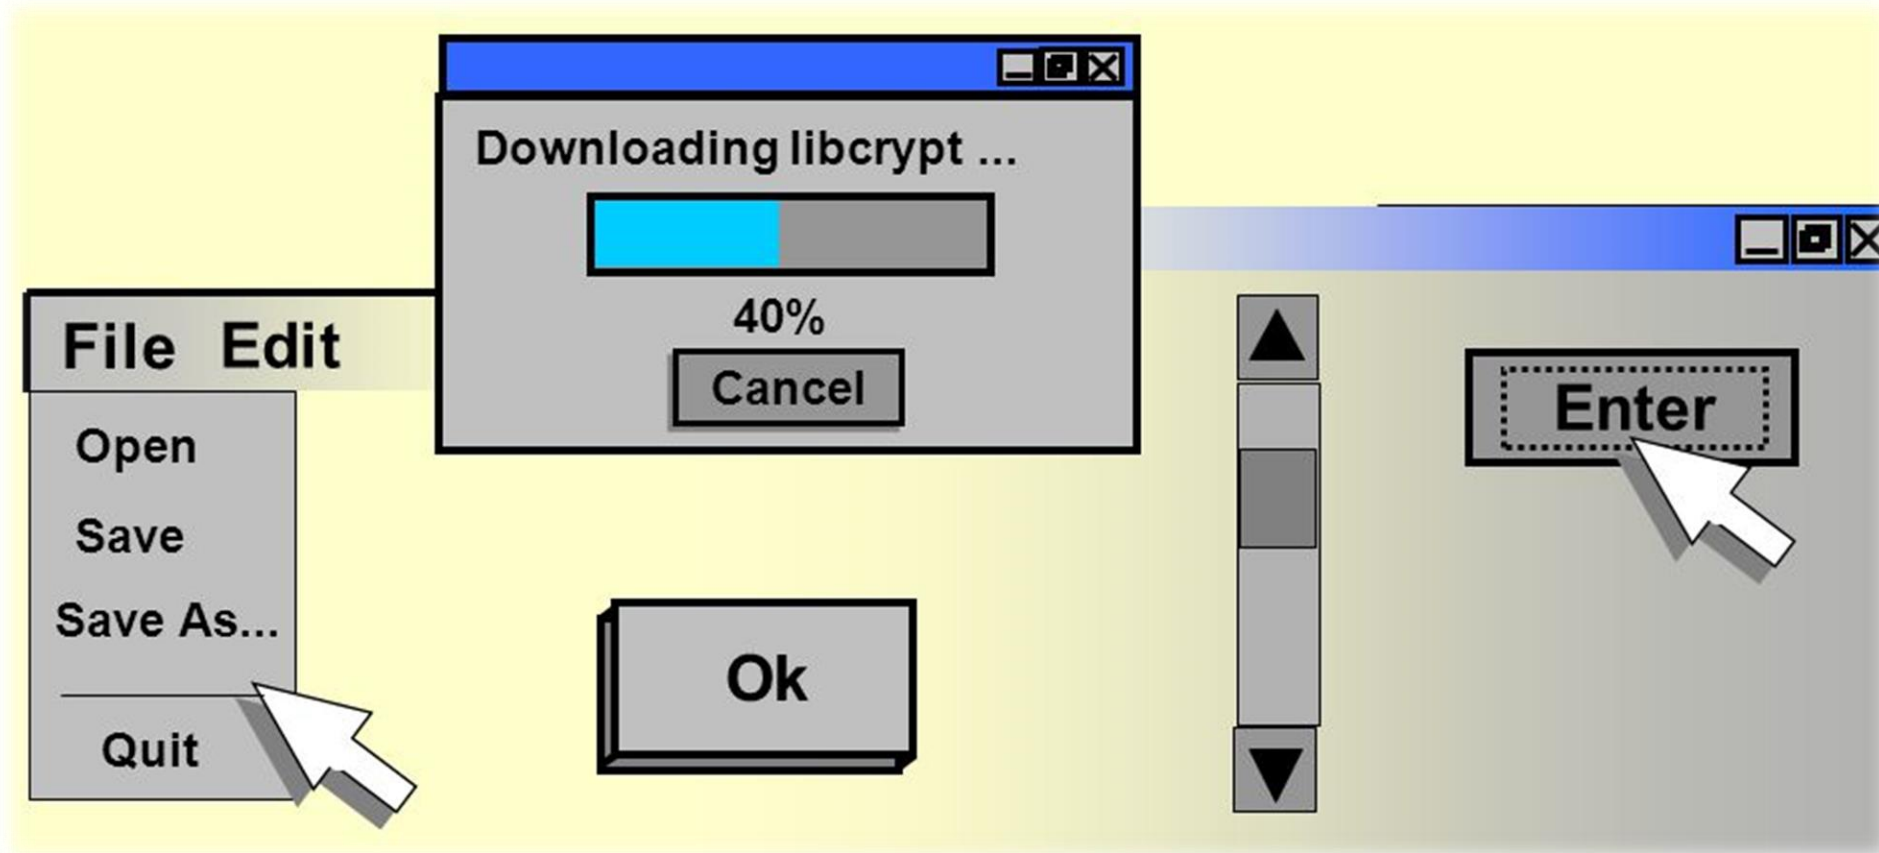 Downloading libcrypt ...
40%
Cancel
File Edit
Open
Save
Save As...
Quit
Ok
Enter